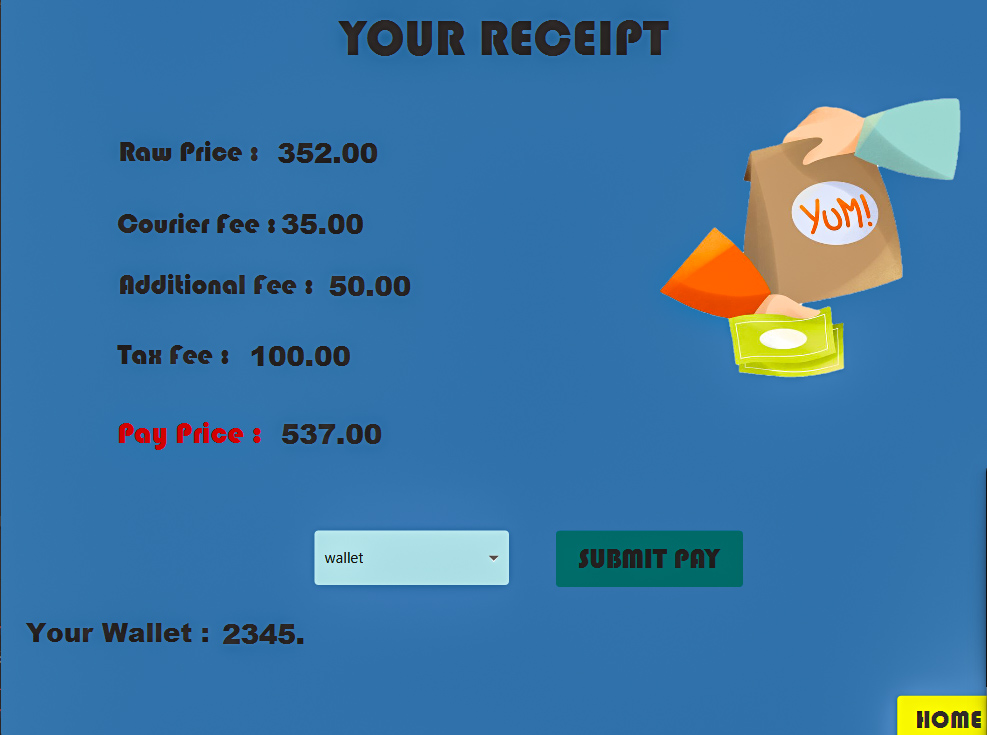 YOUR RECEIPT
Raw Price : 352.00
YUM!
Courier Fee : 35.00
Additional Fee : 50.00
Tax Fee : 100.00
Pay Price : 537.00
wallet
SUBMIT PAY
Your Wallet : 2345.
HOME